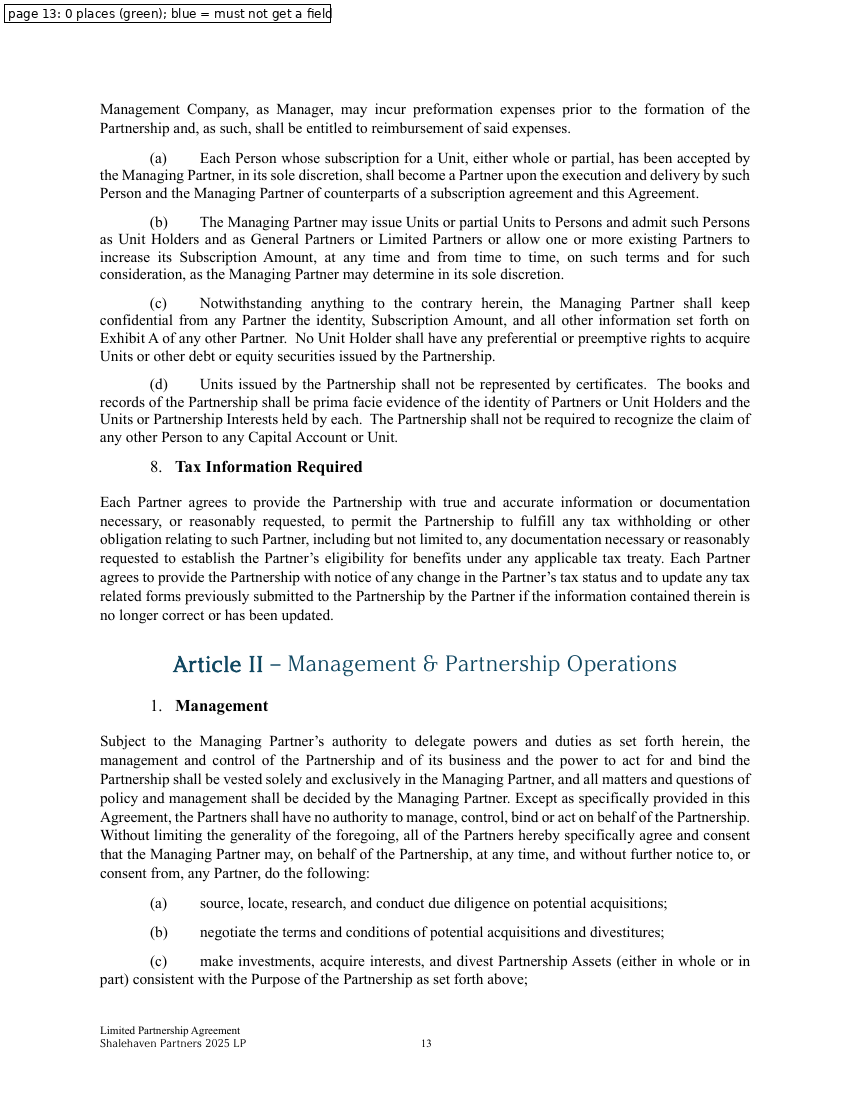 page 13: 0 places (green); blue = must not get a field
Management Company, as Manager, may incur preformation expenses prior to the formation of the
Partnership and, as such, shall be entitled to reimbursement of said expenses.
(a) Each Person whose subscription for a Unit, either whole or partial, has been accepted by
the Managing Partner, in its sole discretion, shall become a Partner upon the execution and delivery by such
Person and the Managing Partner of counterparts of a subscription agreement and this Agreement.
(b) The Managing Partner may issue Units or partial Units to Persons and admit such Persons
as Unit Holders and as General Partners or Limited Partners or allow one or more existing Partners to
increase its Subscription Amount, at any time and from time to time, on such terms and for such
consideration, as the Managing Partner may determine in its sole discretion.
(c) Notwithstanding anything to the contrary herein, the Managing Partner shall keep
confidential from any Partner the identity, Subscription Amount, and all other information set forth on
Exhibit A of any other Partner.  No Unit Holder shall have any preferential or preemptive rights to acquire
Units or other debt or equity securities issued by the Partnership.
(d) Units issued by the Partnership shall not be represented by certificates.  The books and
records of the Partnership shall be prima facie evidence of the identity of Partners or Unit Holders and the
Units or Partnership Interests held by each.  The Partnership shall not be required to recognize the claim of
any other Person to any Capital Account or Unit.
8. Tax Information Required
Each Partner agrees to provide the Partnership with true and accurate information or documentation
necessary, or reasonably requested, to permit the Partnership to fulfill any tax withholding or other
obligation relating to such Partner, including but not limited to, any documentation necessary or reasonably
requested to establish the Partner’s eligibility for benefits under any applicable tax treaty. Each Partner
agrees to provide the Partnership with notice of any change in the Partner’s tax status and to update any tax
related forms previously submitted to the Partnership by the Partner if the information contained therein is
no longer correct or has been updated.
Article II – Management & Partnership Operations
1. Management
Subject to the Managing Partner’s authority to delegate powers and duties as set forth herein, the
management and control of the Partnership and of its business and the power to act for and bind the
Partnership shall be vested solely and exclusively in the Managing Partner, and all matters and questions of
policy and management shall be decided by the Managing Partner. Except as specifically provided in this
Agreement, the Partners shall have no authority to manage, control, bind or act on behalf of the Partnership.
Without limiting the generality of the foregoing, all of the Partners hereby specifically agree and consent
that the Managing Partner may, on behalf of the Partnership, at any time, and without further notice to, or
consent from, any Partner, do the following:
(a) source, locate, research, and conduct due diligence on potential acquisitions;
(b) negotiate the terms and conditions of potential acquisitions and divestitures;
(c) make investments, acquire interests, and divest Partnership Assets (either in whole or in
part) consistent with the Purpose of the Partnership as set forth above;
Limited Partnership Agreement
Shalehaven Partners 2025 LP 13